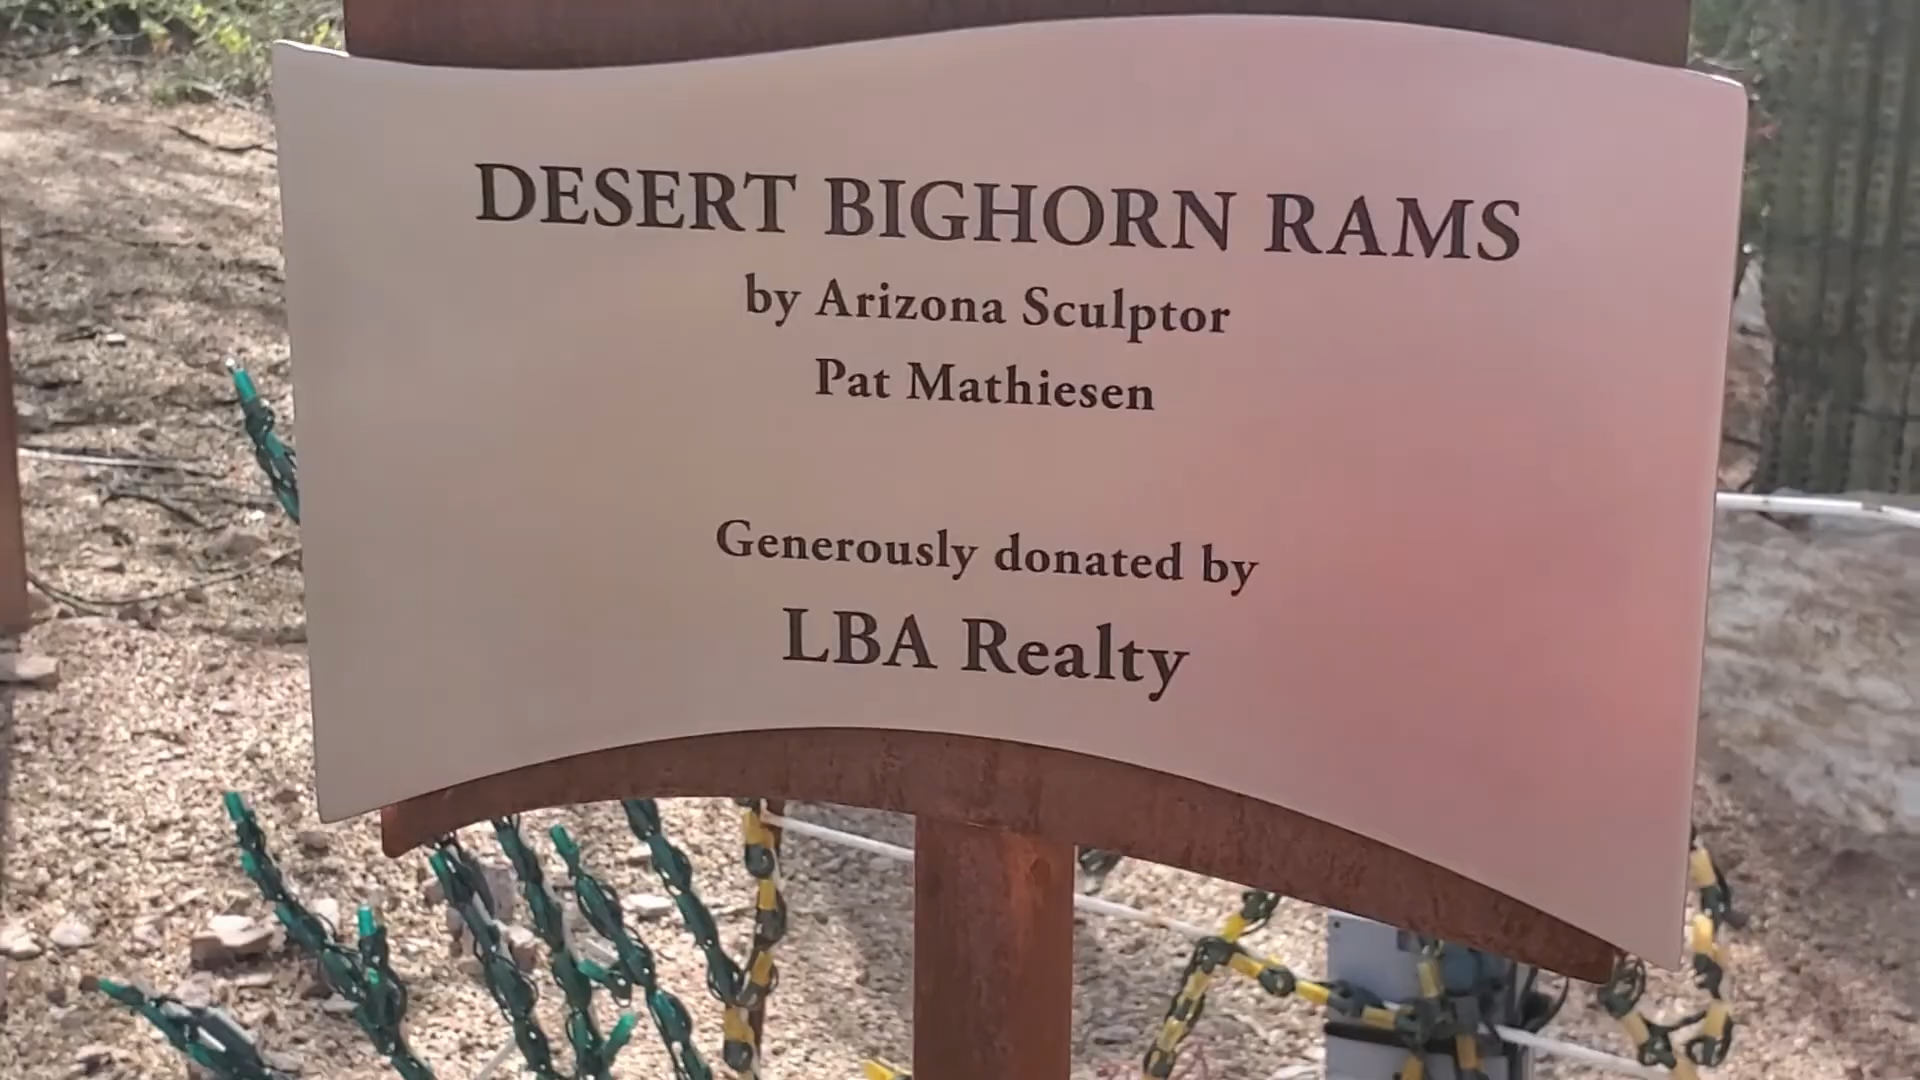 DESERT BIGHORN RAMS
by Arizona Sculptor
Pat Mathiesen
Generously donated by
LBA Realty